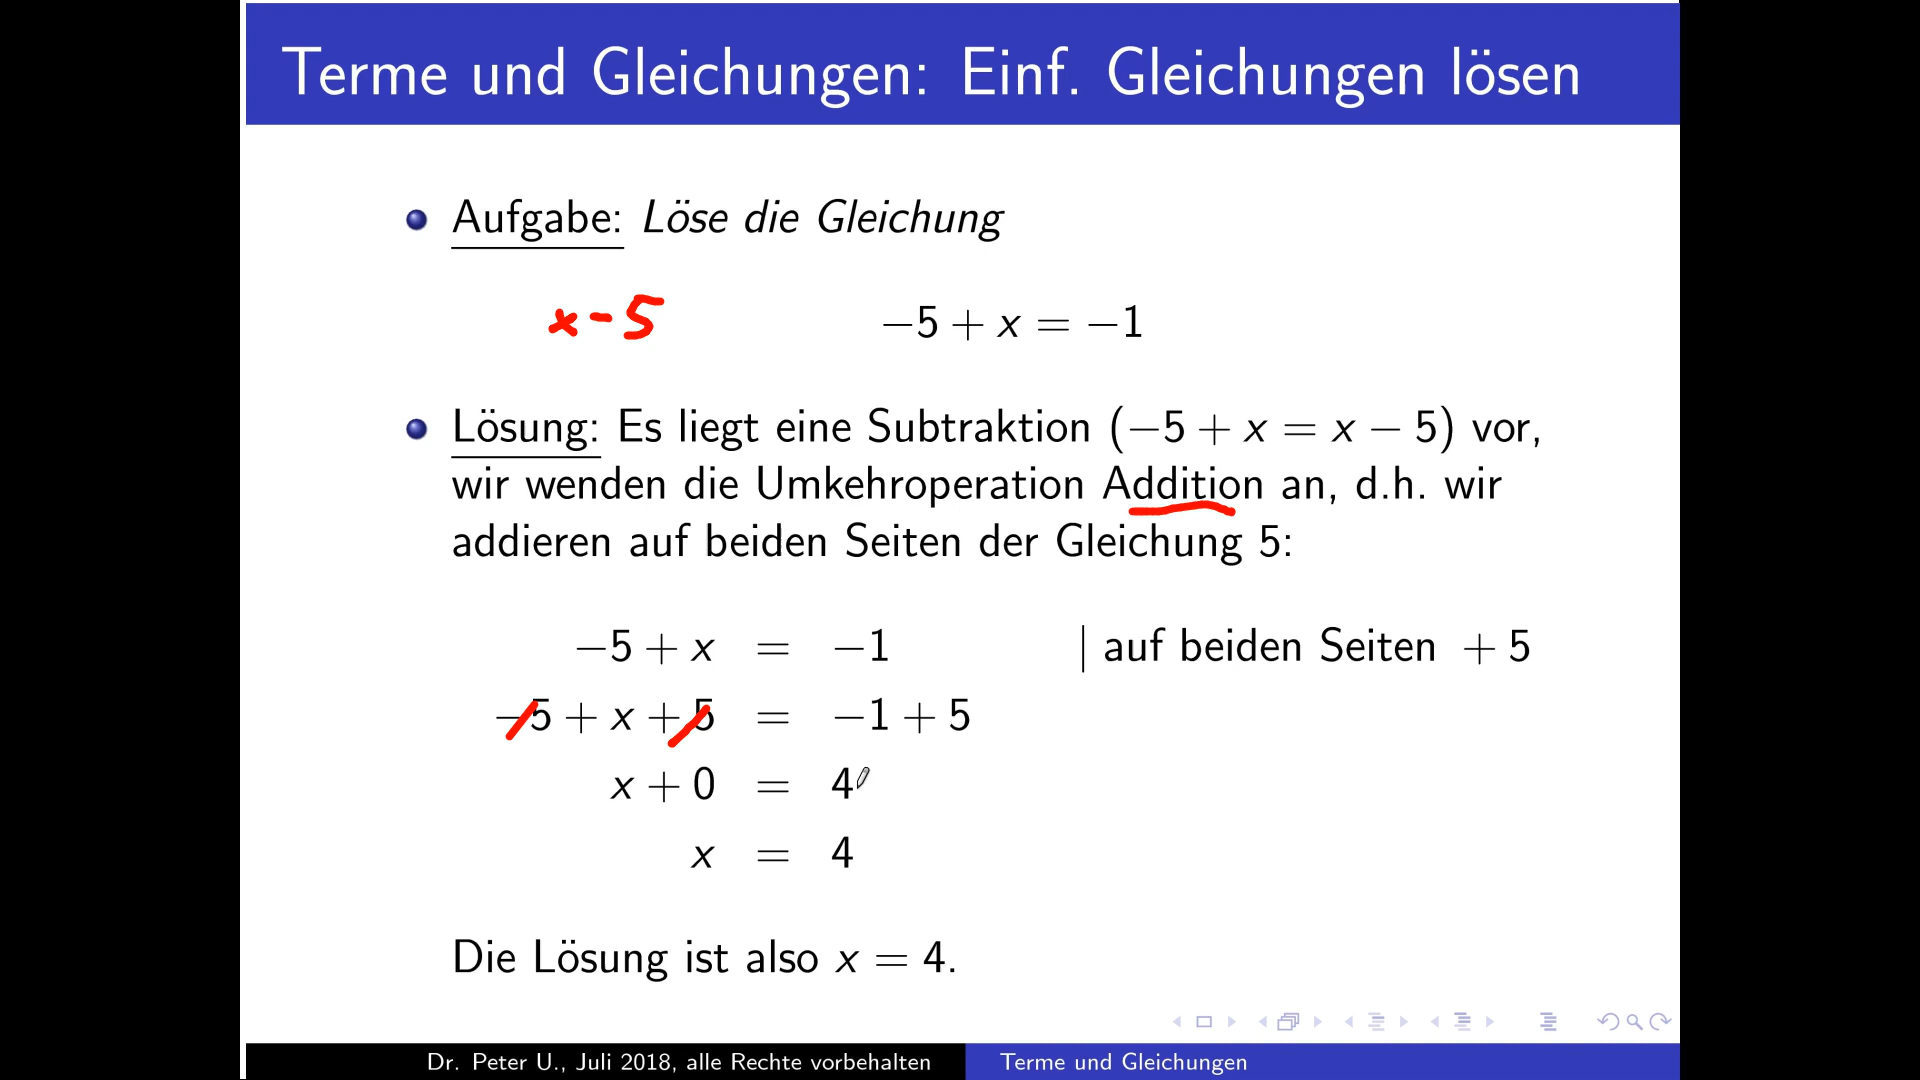 Terme und Gleichungen: Einf. Gleichungen lösen
Aufgabe: Löse die Gleichung
x - 5
−5 + x = −1
Lösung: Es liegt eine Subtraktion (−5 + x = x − 5) vor,
wir wenden die Umkehroperation Addition an, d.h. wir
addieren auf beiden Seiten der Gleichung 5:
−5 + x = −1 | auf beiden Seiten + 5
−5 + x + 5 = −1 + 5
x + 0 = 4
x = 4
Die Lösung ist also x = 4.
Dr. Peter U., Juli 2018, alle Rechte vorbehalten
Terme und Gleichungen